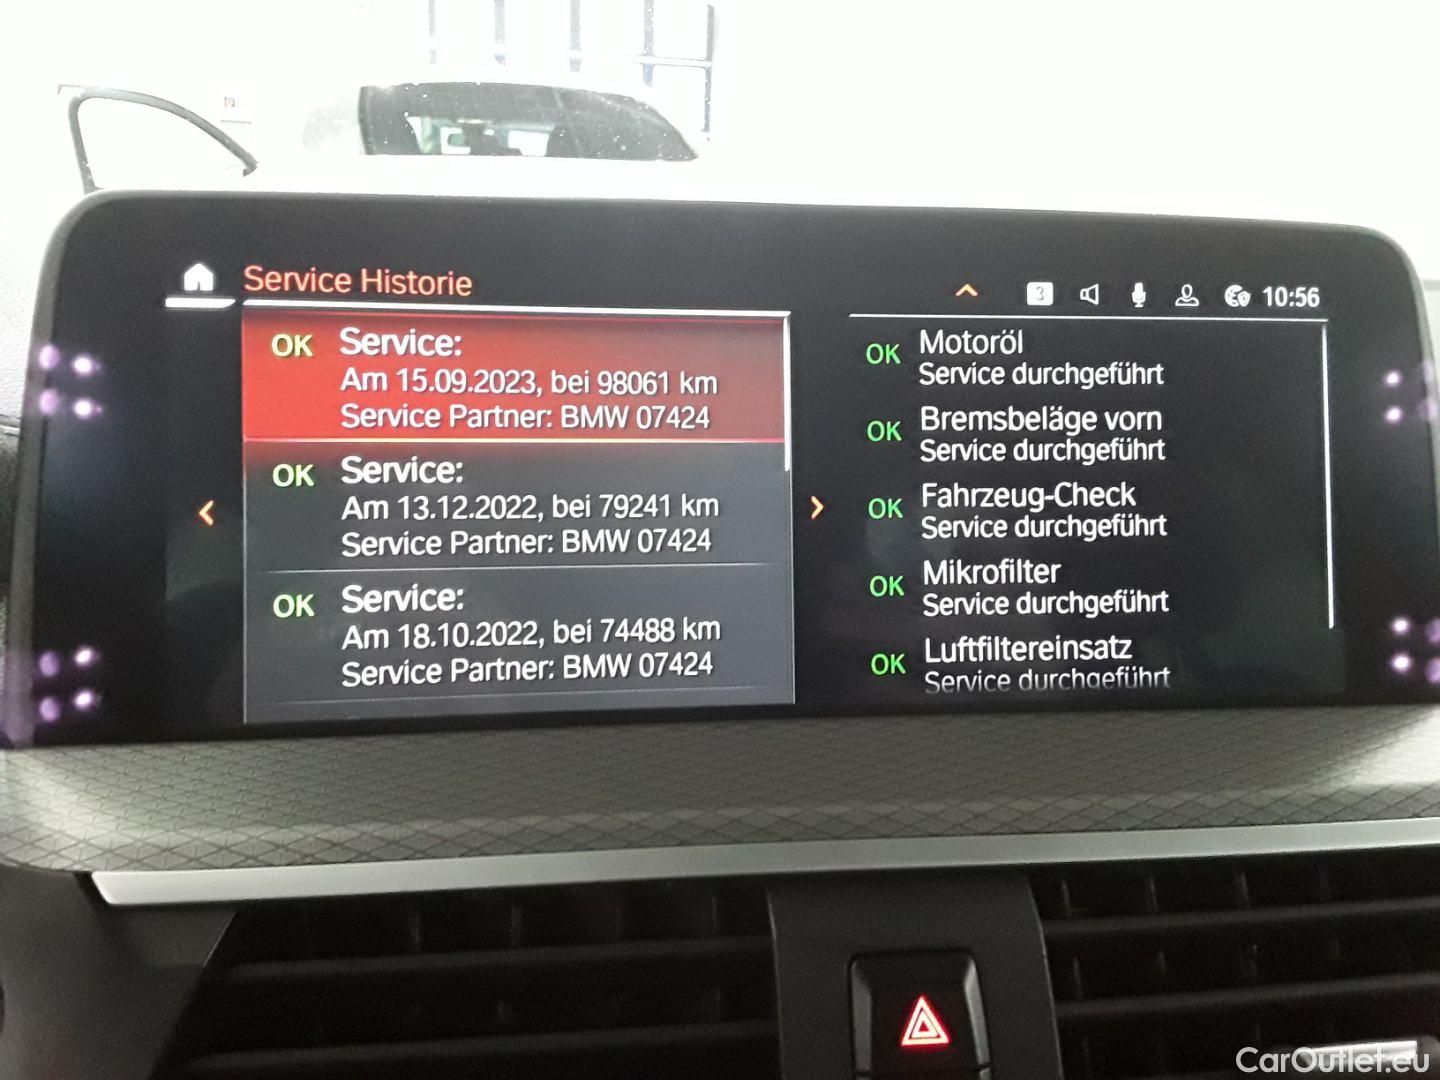 Service Historie
3
10:56
OK Service:
Am 15.09.2023, bei 98061 km
Service Partner: BMW 07424
OK Service:
Am 13.12.2022, bei 79241 km
Service Partner: BMW 07424
OK Service:
Am 18.10.2022, bei 74488 km
Service Partner: BMW 07424
OK Motoröl
Service durchgeführt
OK Bremsbeläge vorn
Service durchgeführt
OK Fahrzeug-Check
Service durchgeführt
OK Mikrofilter
Service durchgeführt
OK Luftfiltereinsatz
Service durchgeführt
CarOutlet.eu